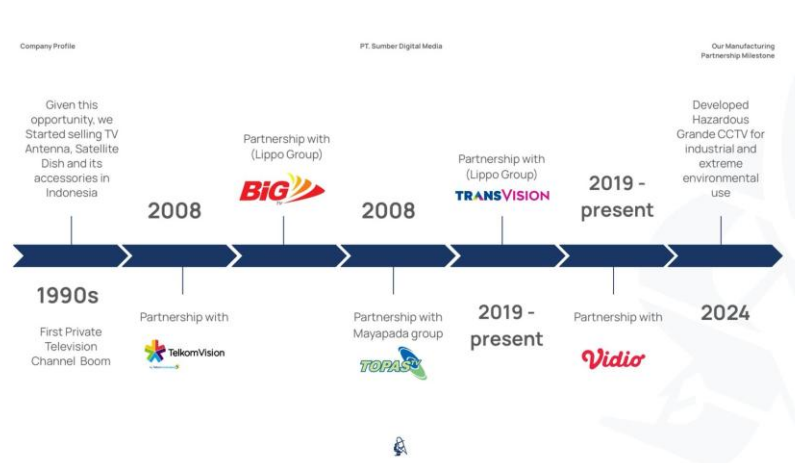 Company Profile
PT. Sumber Digital Media
Our Manufacturing
Partnership Milestone
Given this
opportunity, we
Started selling TV
Antenna, Satellite
Dish and its
accessories in
Indonesia
1990s
First Private
Television
Channel Boom
2008
Partnership with
TelkomVision
Partnership with
(Lippo Group)
BiG
TV
2008
Partnership with
Mayapada group
TOPAS TV
Partnership with
(Lippo Group)
TRANSVISION
2019 -
present
2019 -
present
Partnership with
Vidio
Developed
Hazardous
Grande CCTV for
industrial and
extreme
environmental
use
2024